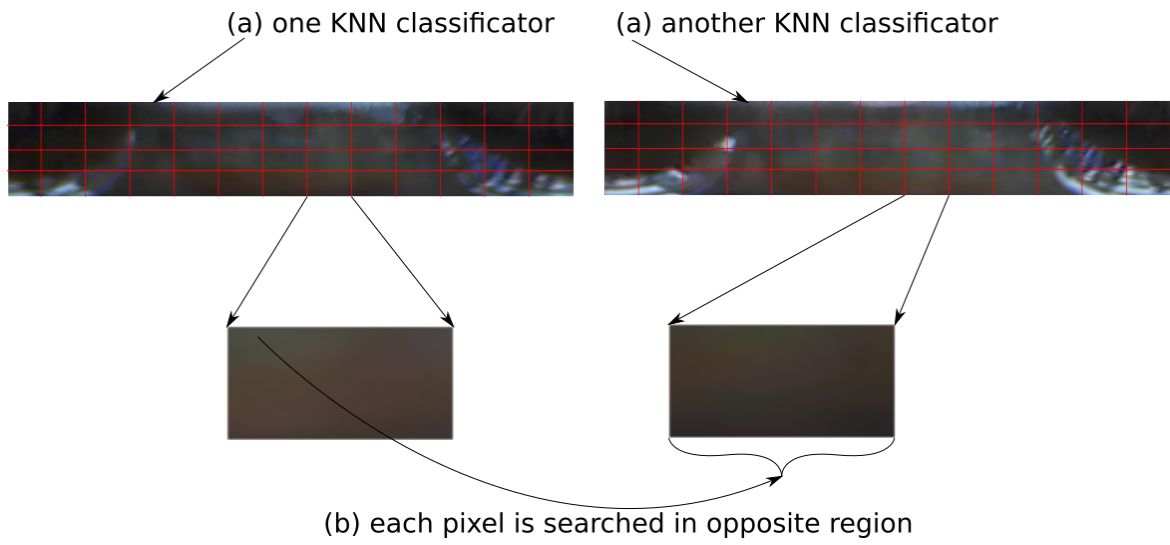 (a) one KNN classificator
(a) another KNN classificator
(b) each pixel is searched in opposite region